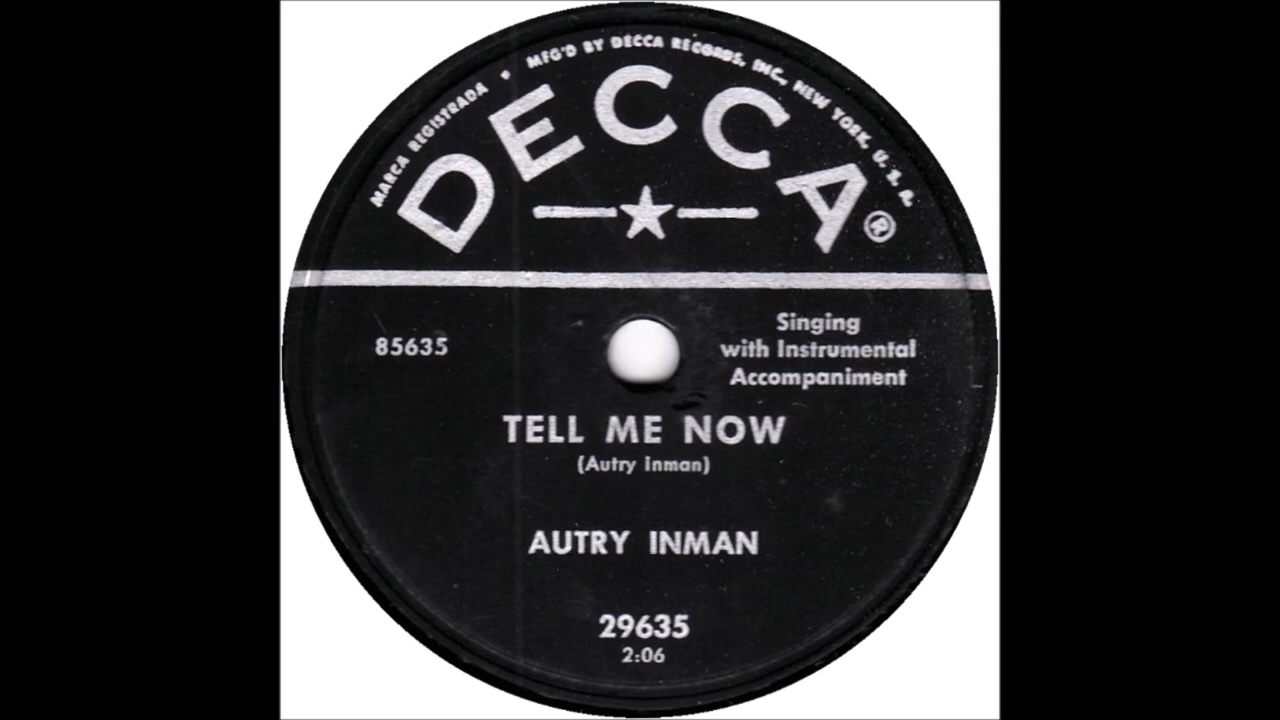 MARCA REGISTRADA • MFG'D BY DECCA RECORDS, INC., NEW YORK, U. S. A.
DECCA®
85635
Singing
with Instrumental
Accompaniment
TELL ME NOW
(Autry Inman)
AUTRY INMAN
29635
2:06